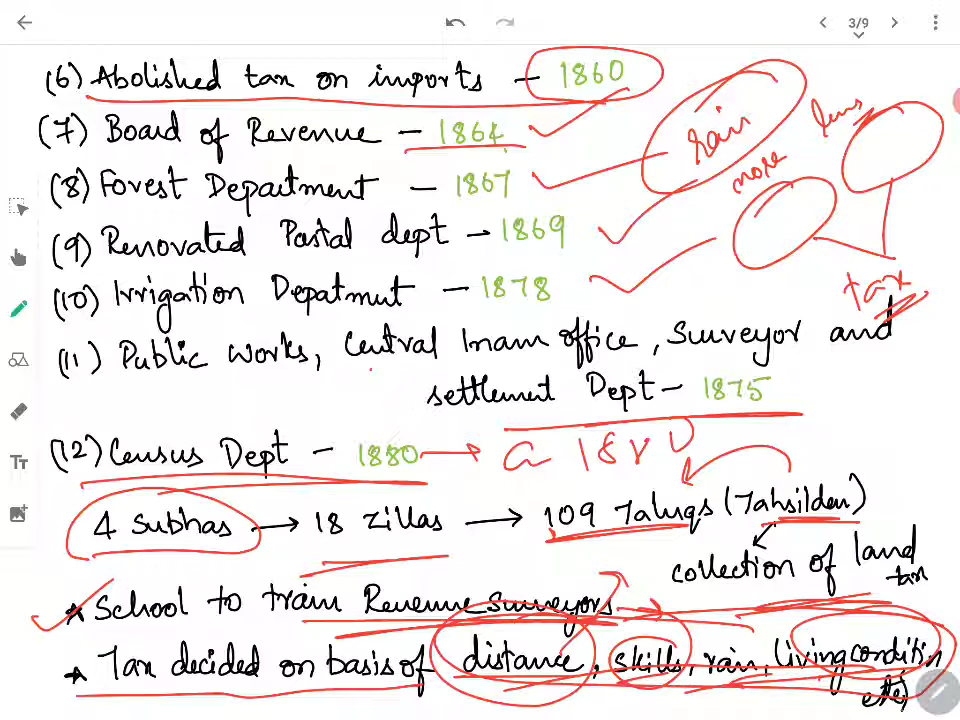 3/9
(6) Abolished tax on imports - 1860
(7) Board of Revenue - 1864
rain
less
(8) Forest Department - 1867
more
(9) Renovated Postal dept - 1869
(10) Irrigation Depatmut - 1878
tax
(11) Public works, Central Inam office, Surveyor and
settlement Dept - 1875
(12) Census Dept - 1880
4 Subhas → 18 Zillas → 109 Taluqs (Tahsildar)
collection of land
tax
* School to train Revenue surveyors
* Tax decided on basis of distance, skills, rain, living condition
etc)
Tт